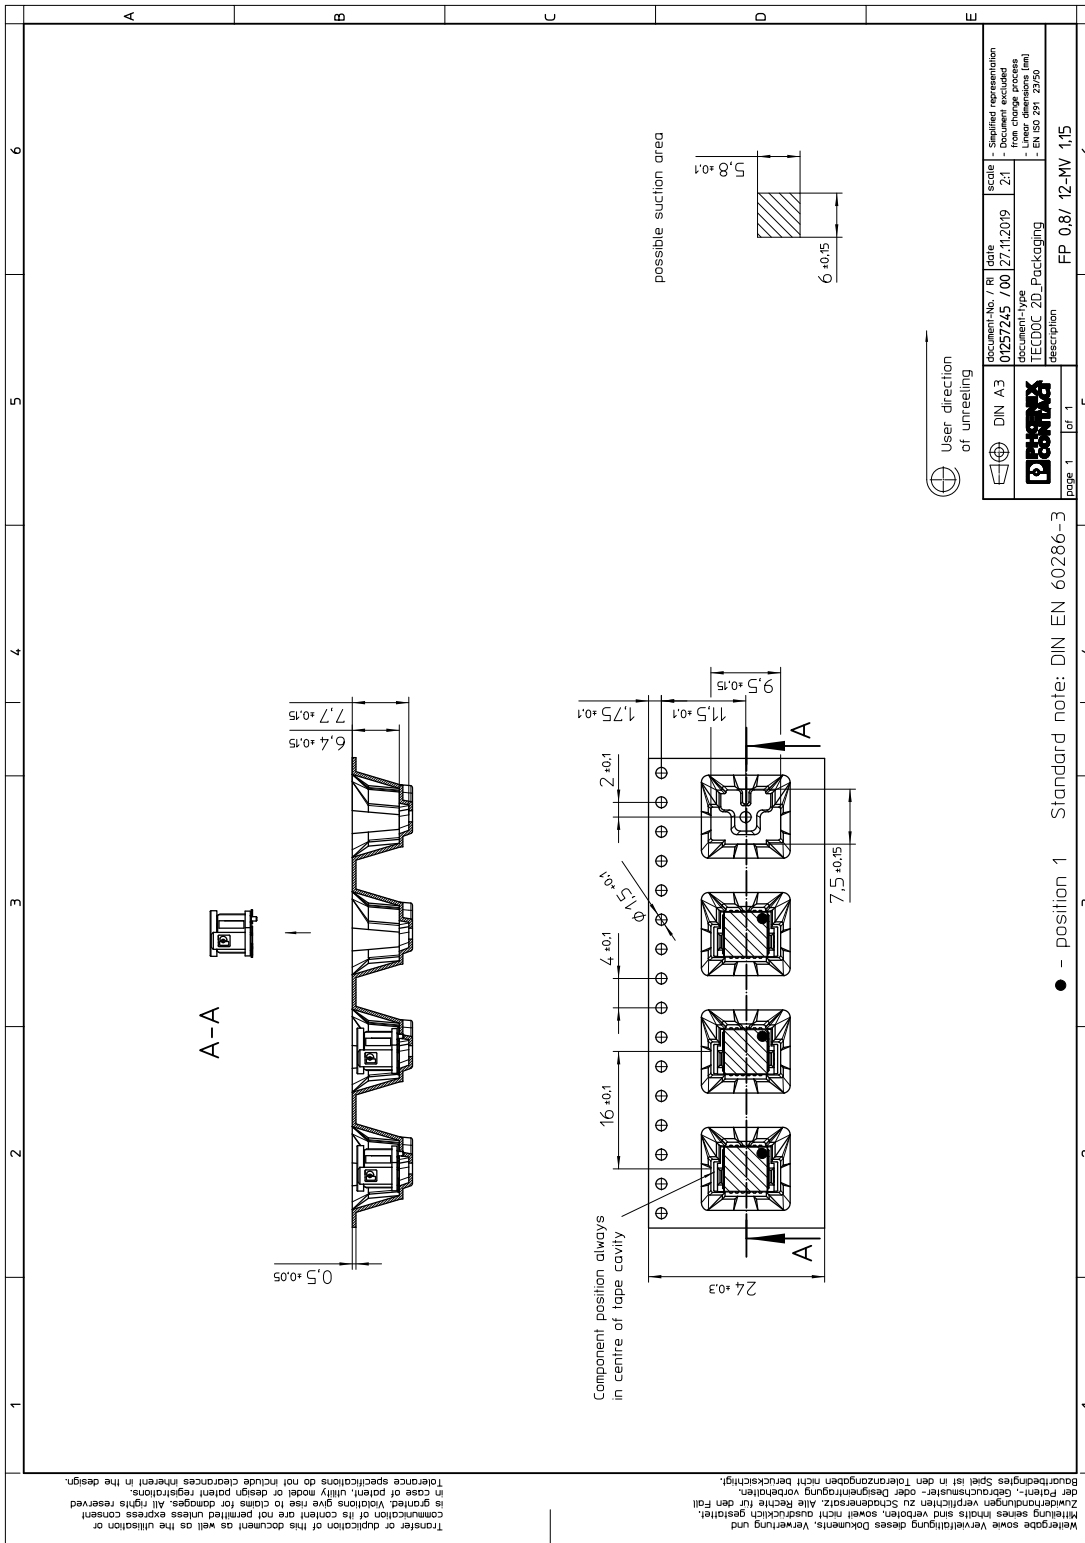 1
2
3
4
5
6
A
B
C
D
E
A-A
0,5 ±0,05
6,4 ±0,15
7,7 ±0,15
Component position always
in centre of tape cavity
16 ±0,1
4 ±0,1
Ø1,5 +0,1
2 ±0,1
1,75 ±0,1
11,5 ±0,1
9,5 ±0,15
7,5 ±0,15
24 ±0,3
A
A
possible suction area
5,8 ±0,1
6 ±0,15
User direction
of unreeling
● - position 1 Standard note: DIN EN 60286-3
DIN A3
PHOENIX
CONTACT
page 1 of 1
document-No. / RI
01257245 / 00
date
27.11.2019
scale
2:1
document-type
TECDOC 2D_Packaging
description
FP 0,8/ 12-MV 1,15
- Simplified representation
- Document excluded
from change process
- Linear dimensions [mm]
- EN ISO 291 23/50
Transfer or duplication of this document as well as the utilisation or
communication of its content are not permitted unless express consent
is granted. Violations give rise to claims for damages. All rights reserved
in case of patent, utility model or design patent registrations.
Tolerance specifications do not include clearances inherent in the design.
Weitergabe sowie Vervielfältigung dieses Dokuments, Verwertung und
Mitteilung seines Inhalts sind verboten, soweit nicht ausdrücklich gestattet.
Zuwiderhandlungen verpflichten zu Schadenersatz. Alle Rechte für den Fall
der Patent-, Gebrauchsmuster- oder Designeintragung vorbehalten.
Bauartbedingtes Spiel ist in den Toleranzangaben nicht berücksichtigt.